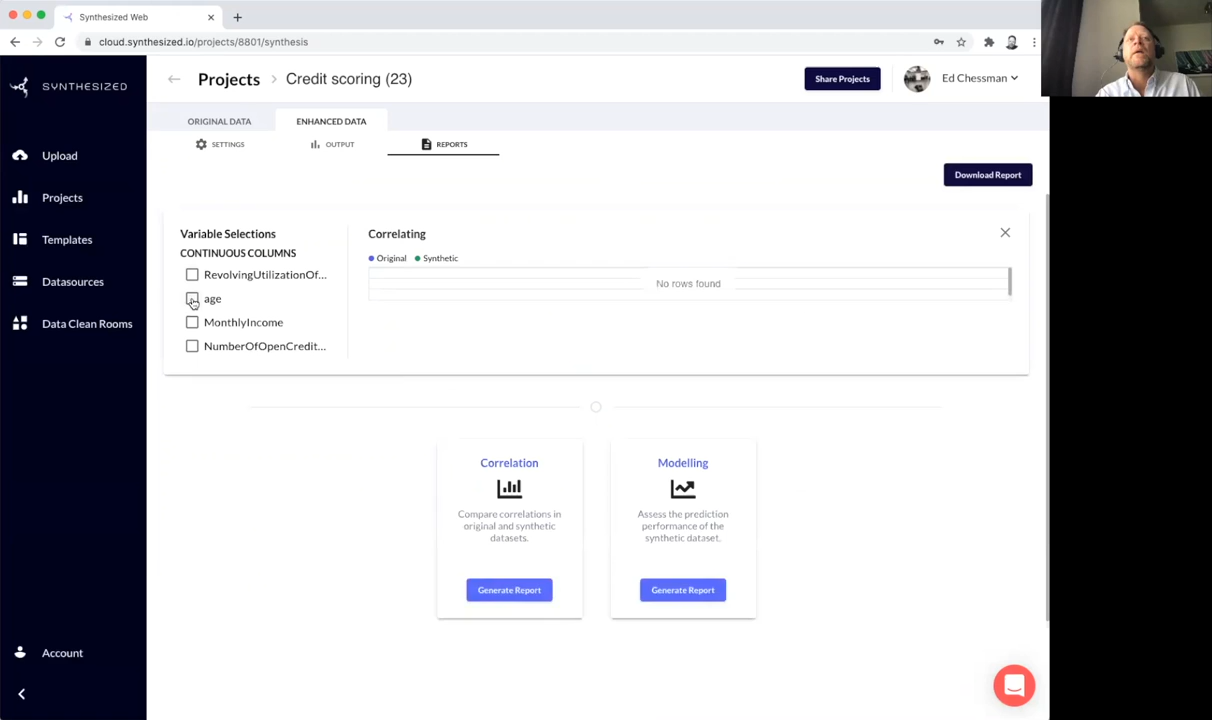 Synthesized Web
cloud.synthesized.io/projects/8801/synthesis
SYNTHESIZED
Projects
Credit scoring (23)
Share Projects
Ed Chessman
Upload
Projects
Templates
Datasources
Data Clean Rooms
Account
ORIGINAL DATA
ENHANCED DATA
SETTINGS
OUTPUT
REPORTS
Download Report
Variable Selections
CONTINUOUS COLUMNS
RevolvingUtilizationOf...
age
MonthlyIncome
NumberOfOpenCredit...
Correlating
Original
Synthetic
No rows found
Correlation
Compare correlations in
original and synthetic
datasets.
Generate Report
Modelling
Assess the prediction
performance of the
synthetic dataset.
Generate Report